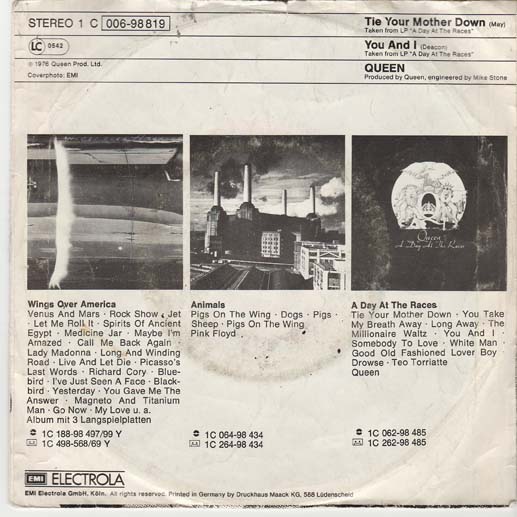 STEREO 1 C 006-98819
LC 0542
℗ 1976 Queen Prod. Ltd.
Coverphoto: EMI
Tie Your Mother Down (May)
Taken from LP "A Day At The Races"
You And I (Deacon)
Taken from LP "A Day At The Races"
QUEEN
Produced by Queen, engineered by Mike Stone
Queen
A Day At The Races
Wings Over America
Venus And Mars · Rock Show · Jet
· Let Me Roll It · Spirits Of Ancient
Egypt · Medicine Jar · Maybe I'm
Amazed · Call Me Back Again ·
Lady Madonna · Long And Winding
Road · Live And Let Die · Picasso's
Last Words · Richard Cory · Blue-
bird · I've Just Seen A Face · Black-
bird · Yesterday · You Gave Me The
Answer · Magneto And Titanium
Man · Go Now · My Love u. a.
Album mit 3 Langspielplatten
1C 188-98 497/99 Y
1C 498-568/69 Y
Animals
Pigs On The Wing · Dogs · Pigs ·
Sheep · Pigs On The Wing
Pink Floyd
1C 064-98 434
1C 264-98 434
A Day At The Races
Tie Your Mother Down · You Take
My Breath Away · Long Away · The
Millionaire Waltz · You And I ·
Somebody To Love · White Man ·
Good Old Fashioned Lover Boy ·
Drowse · Teo Torriatte
Queen
1C 062-98 485
1C 262-98 485
EMI ELECTROLA
EMI Electrola GmbH, Köln. All rights reserved. Printed in Germany by Druckhaus Maack KG, 588 Lüdenscheid